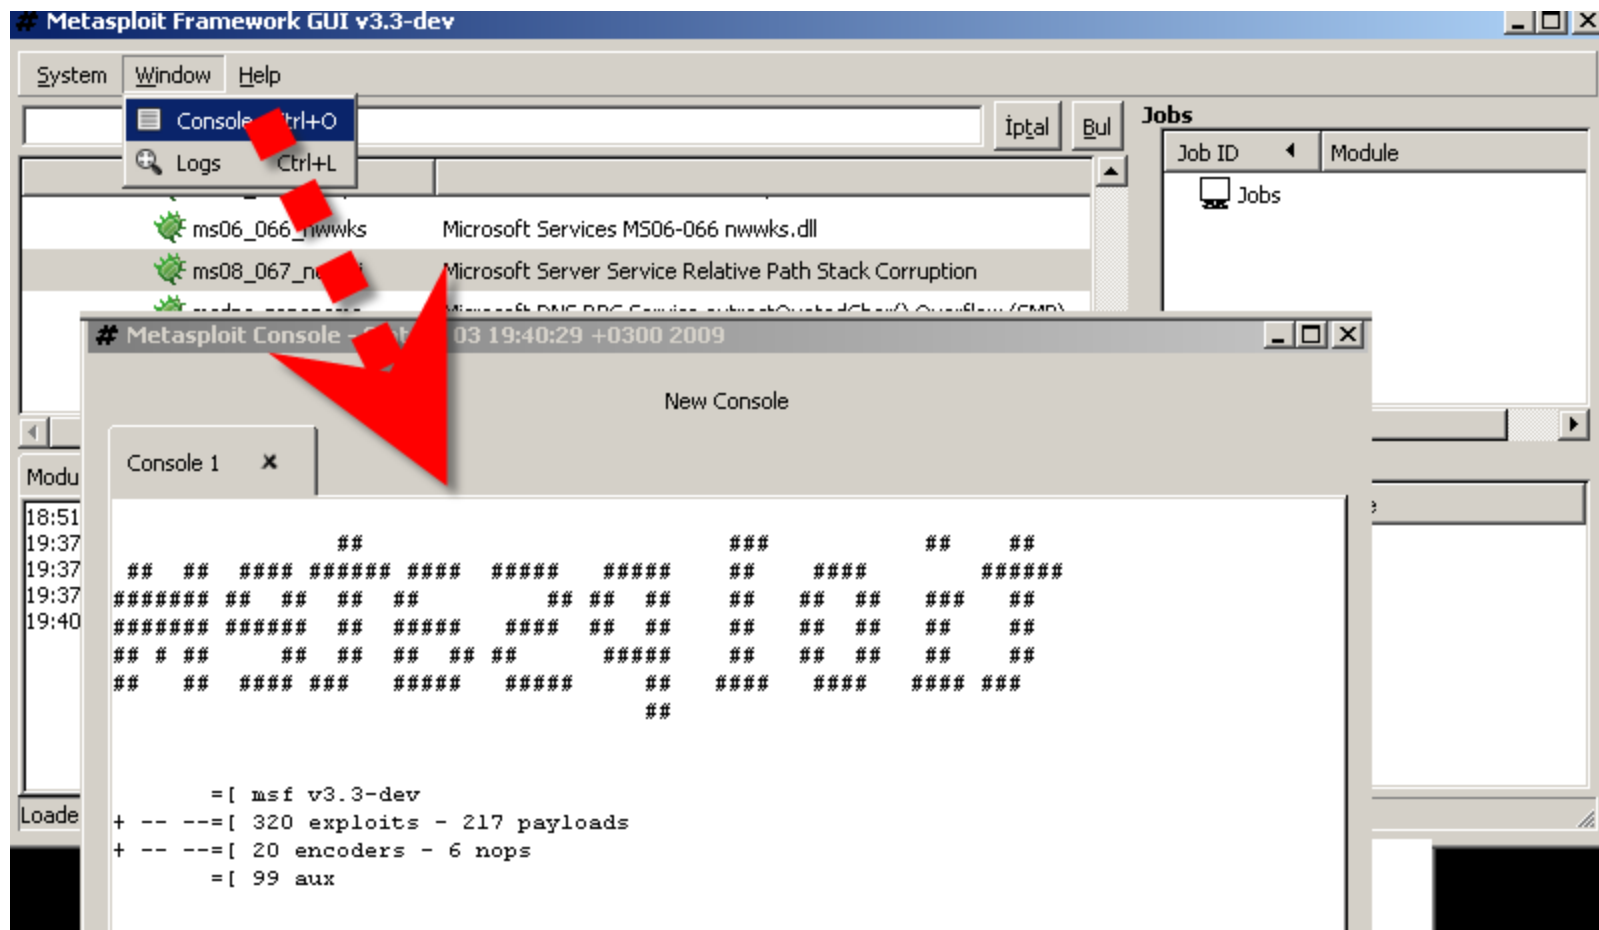 # Metasploit Framework GUI v3.3-dev
System Window Help
Console Ctrl+O
Logs Ctrl+L
İptal Bul
Jobs
Job ID Module
Jobs
ms06_066_nwwks Microsoft Services MS06-066 nwwks.dll
Microsoft Server Service Relative Path Stack Corruption
# Metasploit Console - 03 19:40:29 +0300 2009
New Console
Console 1
18:51
19:37
19:37
19:37
19:40
=[ msf v3.3-dev
+ -- --=[ 320 exploits - 217 payloads
+ -- --=[ 20 encoders - 6 nops
=[ 99 aux